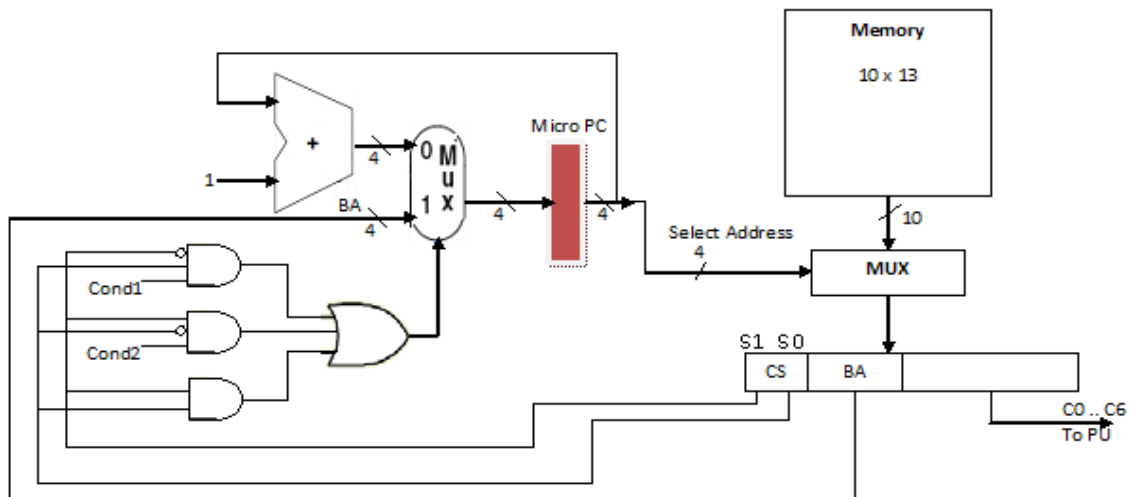 Memory
10 x 13
Micro PC
+
4
0
Mux
1
1
BA
4
4
4
10
Select Address
4
MUX
Cond1
Cond2
S1 S0
CS
BA
C0 .. C6
To PU